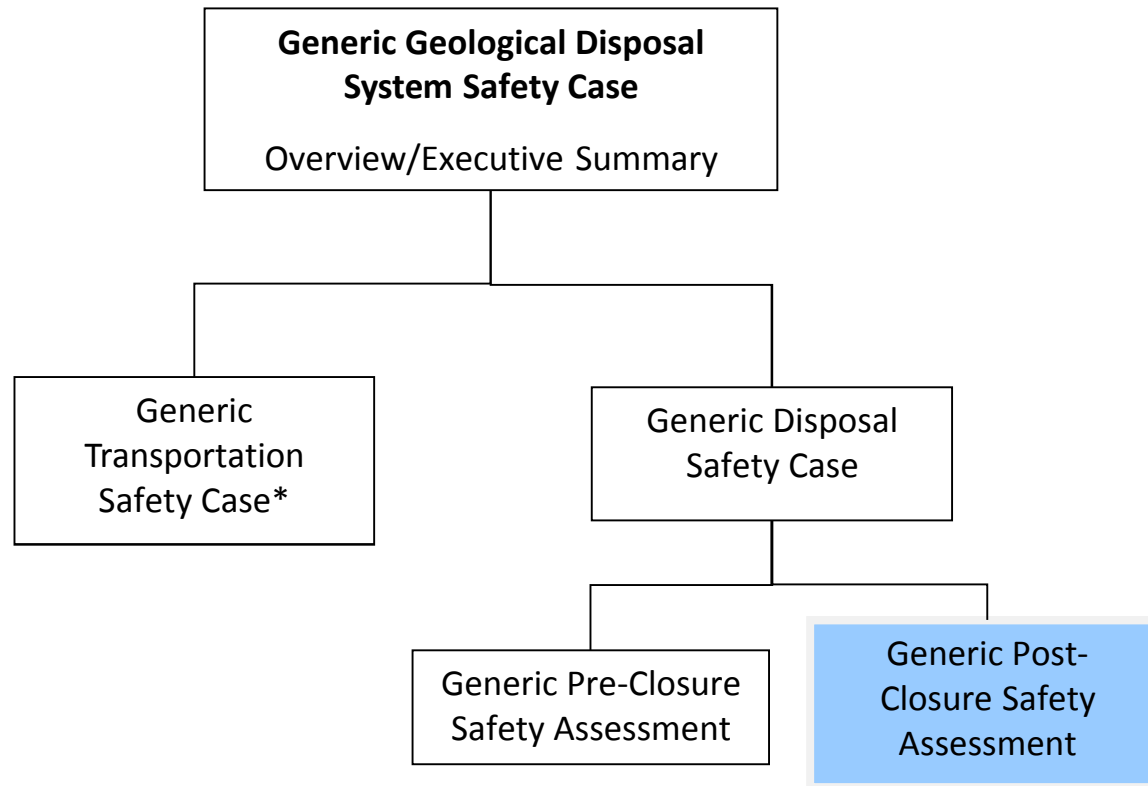 Generic Geological Disposal
System Safety Case
Overview/Executive Summary
Generic
Transportation
Safety Case*
Generic Disposal
Safety Case
Generic Pre-Closure
Safety Assessment
Generic Post-
Closure Safety
Assessment